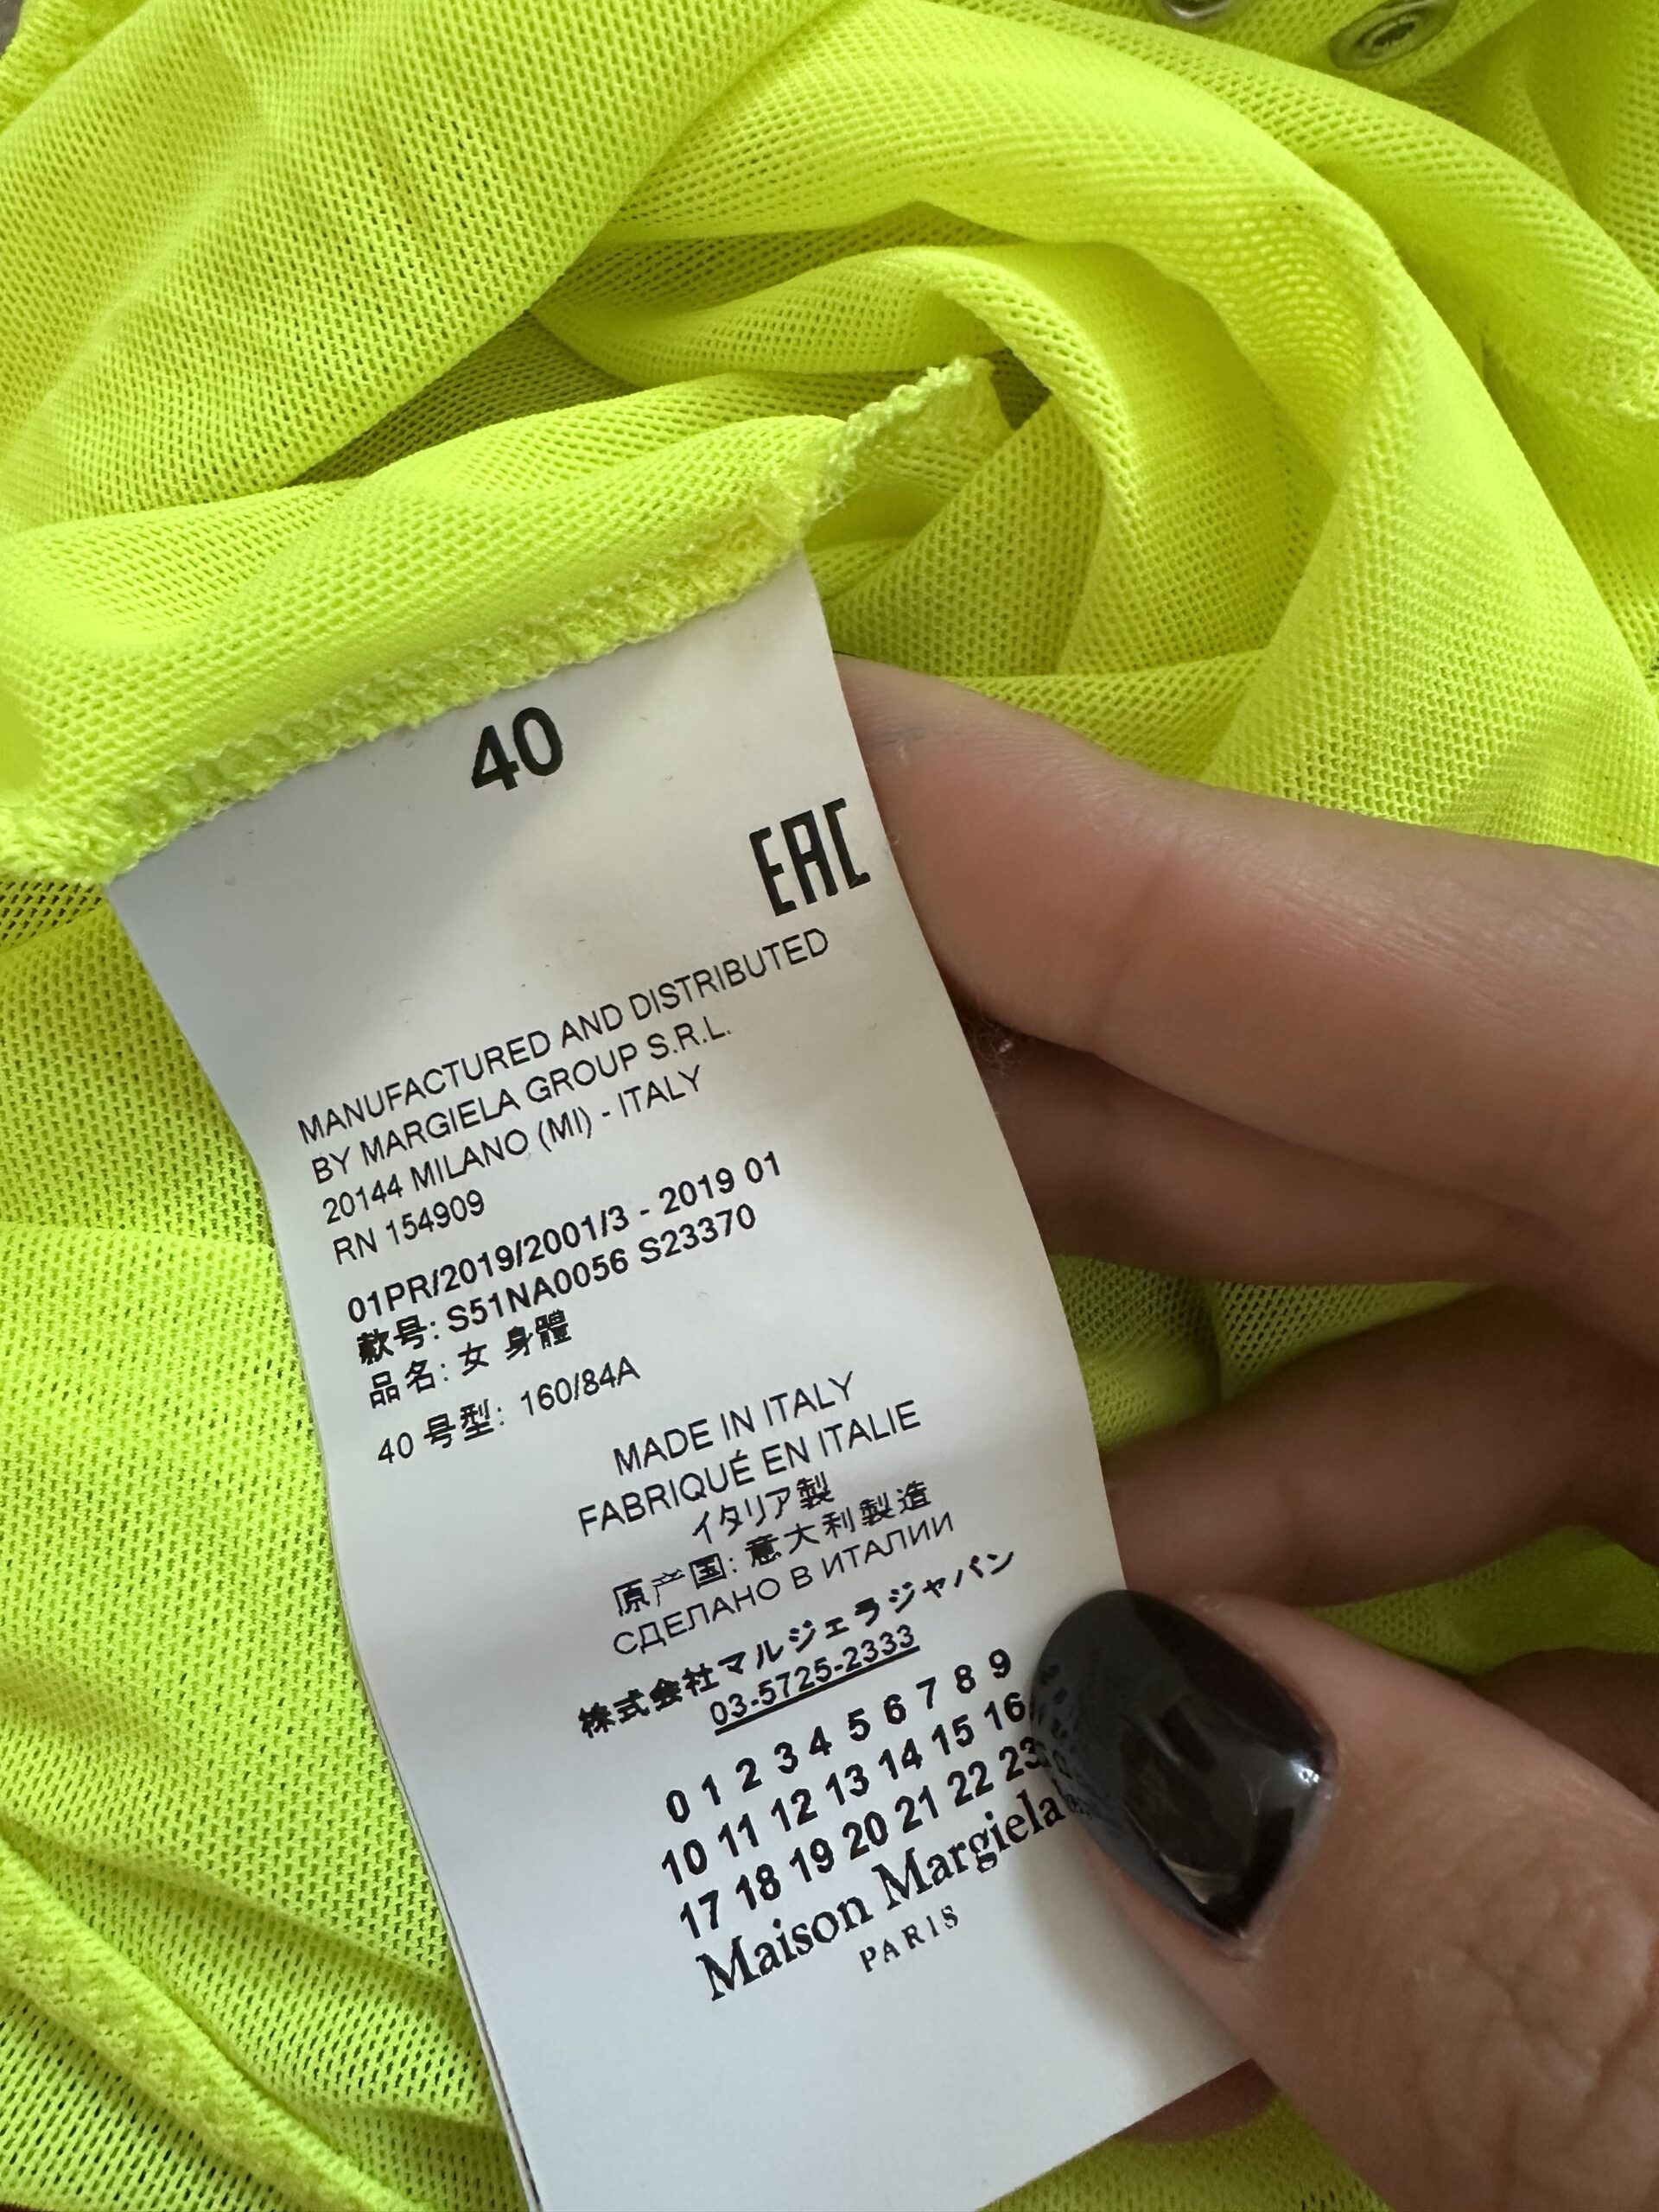 40
EAC
MANUFACTURED AND DISTRIBUTED
BY MARGIELA GROUP S.R.L.
20144 MILANO (MI) - ITALY
RN 154909
01PR/2019/2001/3 - 2019 01
款号: S51NA0056 S23370
品名: 女 身體
40 号型: 160/84A
MADE IN ITALY
FABRIQUÉ EN ITALIE
イタリア製
原产国: 意大利製造
СДЕЛАНО В ИТАЛИИ
株式会社マルジェラジャパン
03-5725-2333
0 1 2 3 4 5 6 7 8 9
10 11 12 13 14 15 16
17 18 19 20 21 22 23
Maison Margiela
PARIS